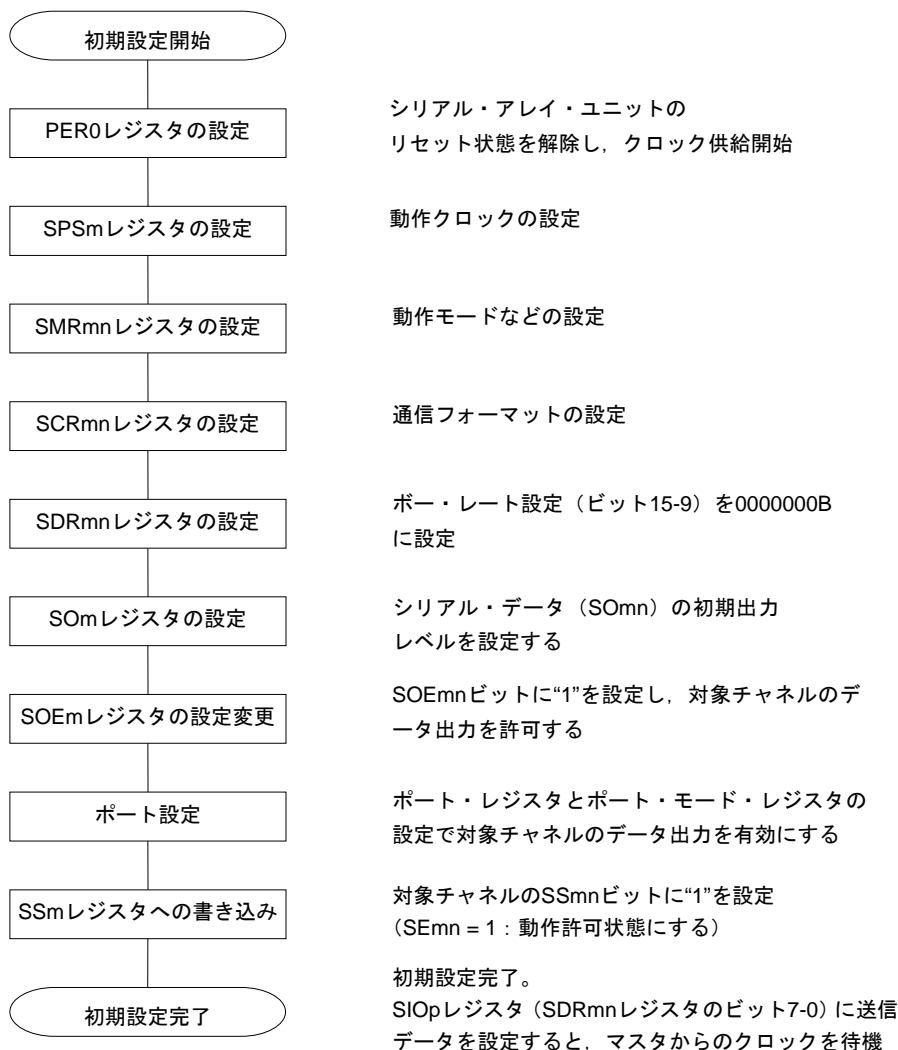 初期設定開始
PER0レジスタの設定
シリアル・アレイ・ユニットの
リセット状態を解除し，クロック供給開始
SPSmレジスタの設定
動作クロックの設定
SMRmnレジスタの設定
動作モードなどの設定
SCRmnレジスタの設定
通信フォーマットの設定
SDRmnレジスタの設定
ボー・レート設定（ビット15-9）を0000000B
に設定
SOmレジスタの設定
シリアル・データ（SOmn）の初期出力
レベルを設定する
SOEmレジスタの設定変更
SOEmnビットに“1”を設定し，対象チャネルのデ
ータ出力を許可する
ポート設定
ポート・レジスタとポート・モード・レジスタの
設定で対象チャネルのデータ出力を有効にする
SSmレジスタへの書き込み
対象チャネルのSSmnビットに“1”を設定
（SEmn = 1：動作許可状態にする）
初期設定完了
初期設定完了。
SIOpレジスタ（SDRmnレジスタのビット7-0）に送信
データを設定すると，マスタからのクロックを待機